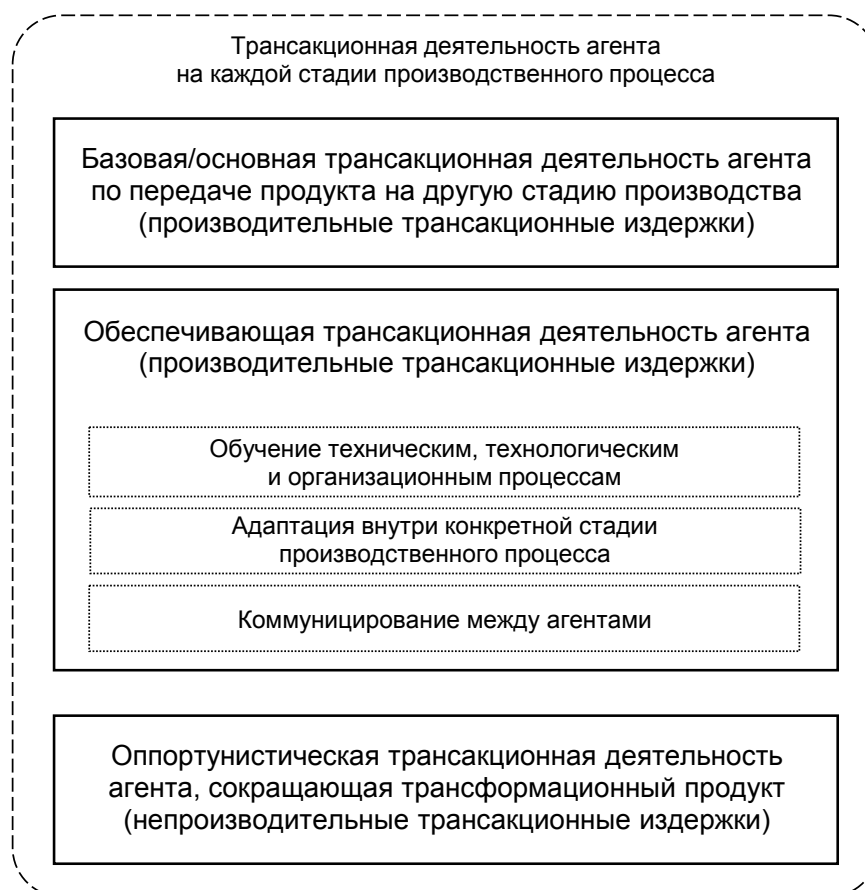 Трансакционная деятельность агента
на каждой стадии производственного процесса
Базовая/основная трансакционная деятельность агента
по передаче продукта на другую стадию производства
(производительные трансакционные издержки)
Обеспечивающая трансакционная деятельность агента
(производительные трансакционные издержки)
Обучение техническим, технологическим
и организационным процессам
Адаптация внутри конкретной стадии
производственного процесса
Коммуницирование между агентами
Оппортунистическая трансакционная деятельность
агента, сокращающая трансформационный продукт
(непроизводительные трансакционные издержки)